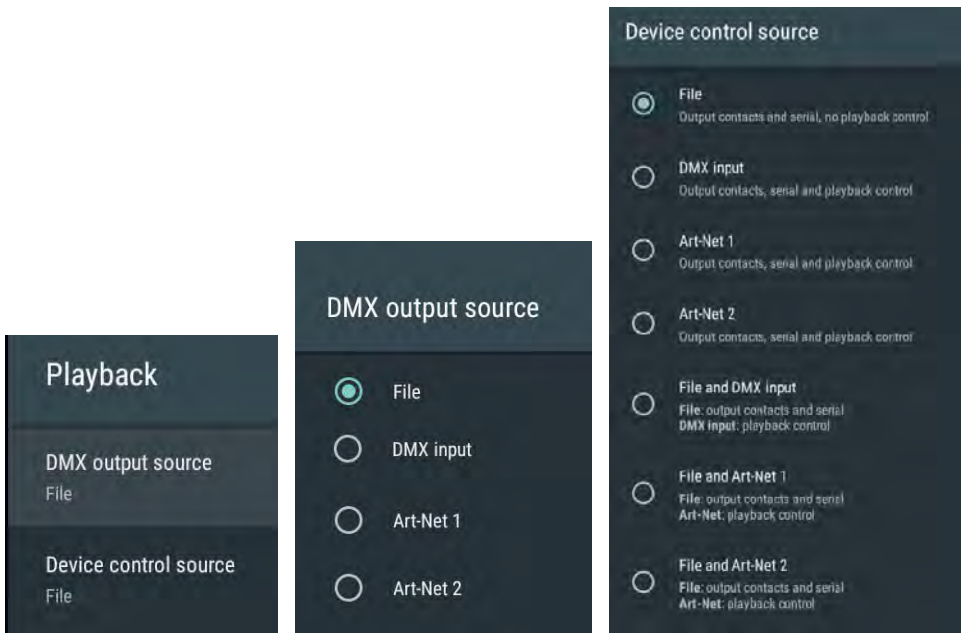 Playback
DMX output source
File
Device control source
File
DMX output source
File
DMX input
Art-Net 1
Art-Net 2
Device control source
File
Output contacts and serial, no playback control
DMX input
Output contacts, serial and playback control
Art-Net 1
Output contacts, serial and playback control
Art-Net 2
Output contacts, serial and playback control
File and DMX input
File: output contacts and serial
DMX input: playback control
File and Art-Net 1
File: output contacts and serial
Art-Net: playback control
File and Art-Net 2
File: output contacts and serial
Art-Net: playback control